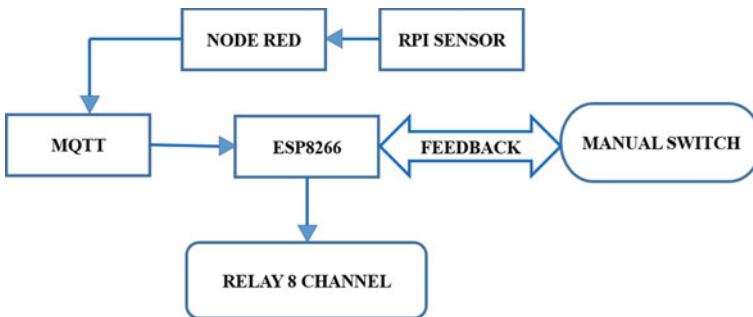 NODE RED
RPI SENSOR
MQTT
ESP8266
FEEDBACK
MANUAL SWITCH
RELAY 8 CHANNEL